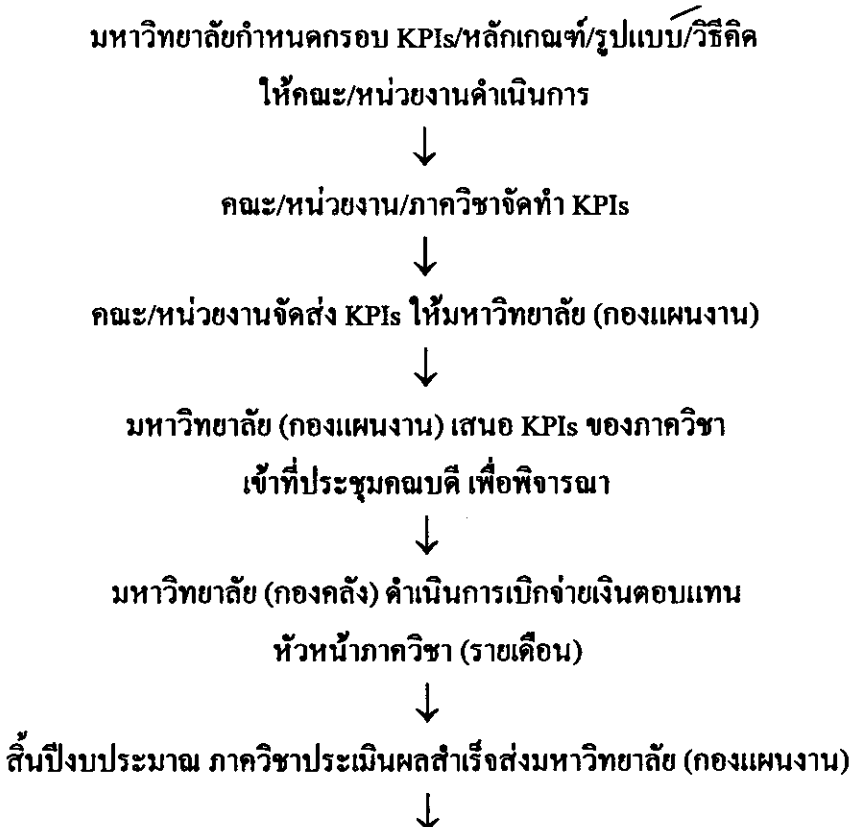 มหาวิทยาลัยกำหนดกรอบ KPIs/หลักเกณฑ์/รูปแบบ/วิธีคิด
ให้คณะ/หน่วยงานดำเนินการ
↓
คณะ/หน่วยงาน/ภาควิชาจัดทำ KPIs
↓
คณะ/หน่วยงานจัดส่ง KPIs ให้มหาวิทยาลัย (กองแผนงาน)
↓
มหาวิทยาลัย (กองแผนงาน) เสนอ KPIs ของภาควิชา
เข้าที่ประชุมคณบดี เพื่อพิจารณา
↓
มหาวิทยาลัย (กองคลัง) ดำเนินการเบิกจ่ายเงินตอบแทน
หัวหน้าภาควิชา (รายเดือน)
↓
สิ้นปีงบประมาณ ภาควิชาประเมินผลสำเร็จส่งมหาวิทยาลัย (กองแผนงาน)
↓